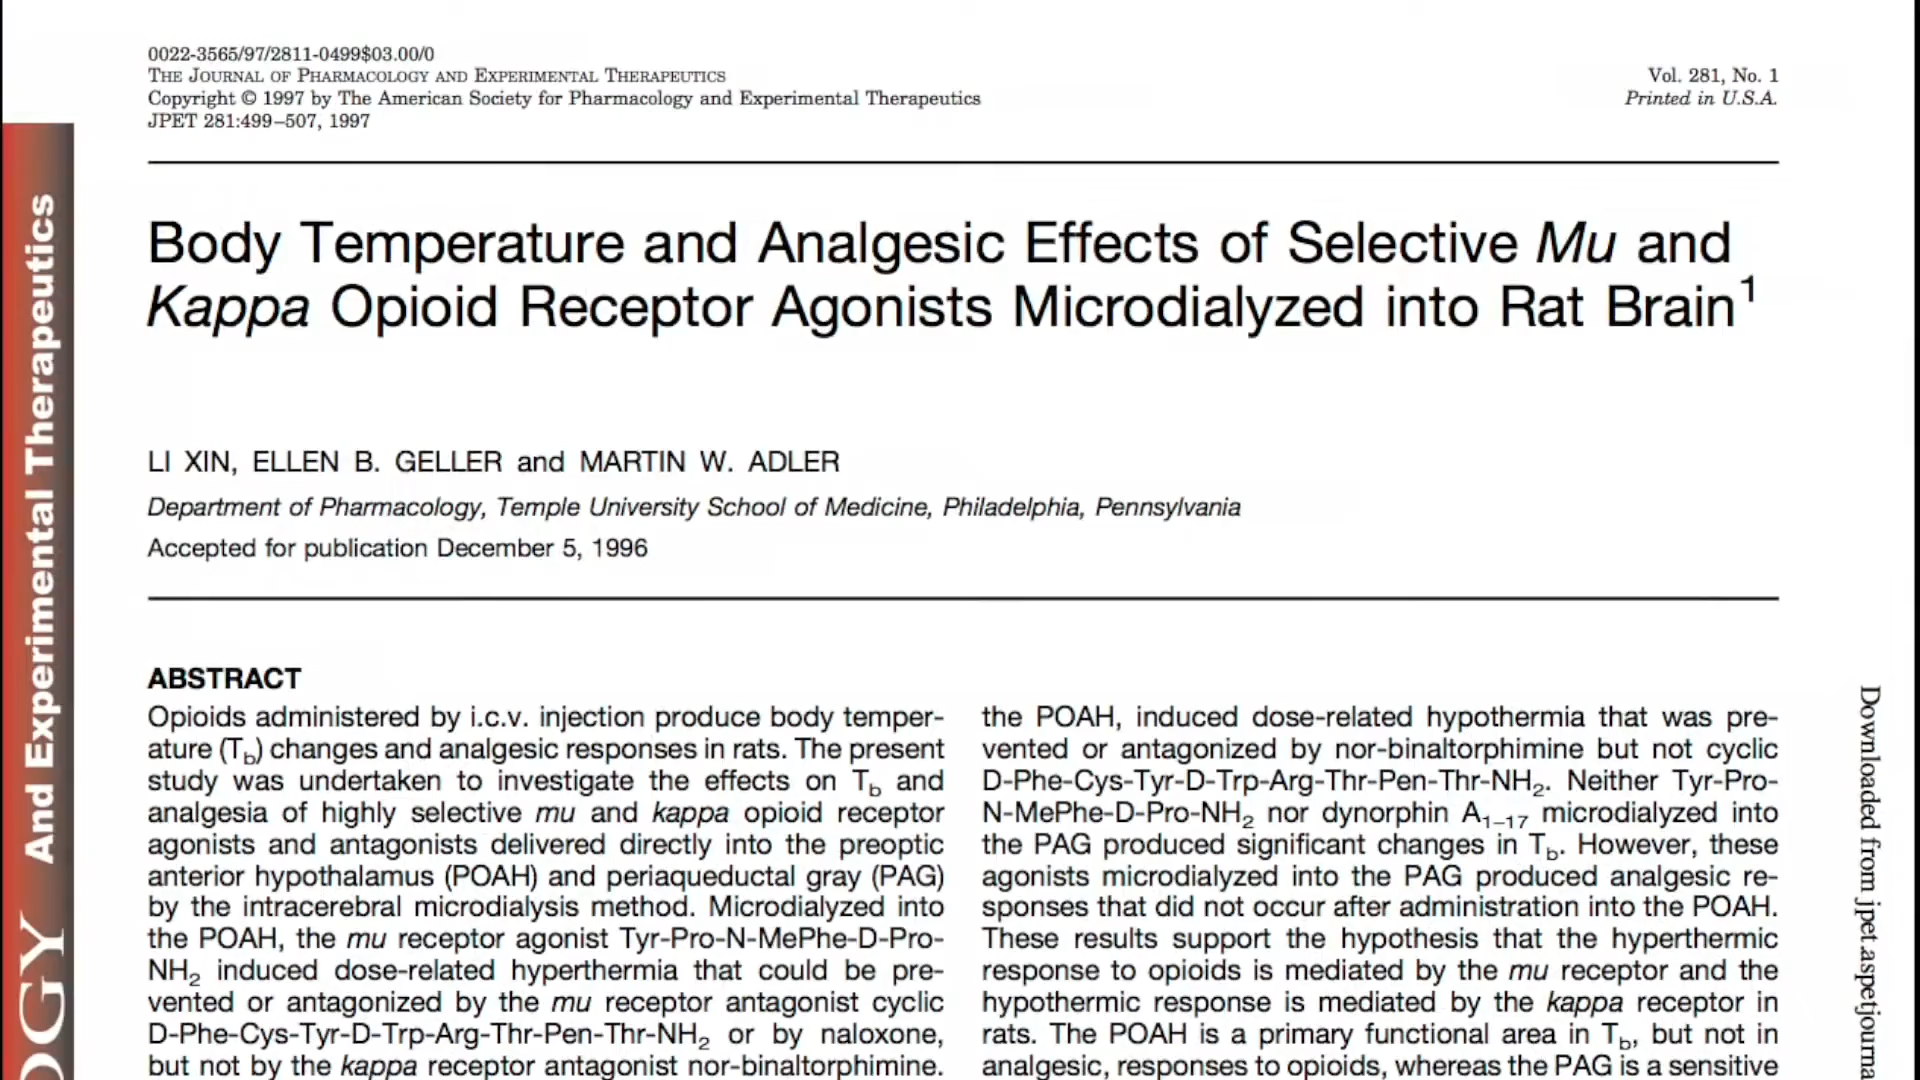 0022-3565/97/2811-0499$03.00/0
THE JOURNAL OF PHARMACOLOGY AND EXPERIMENTAL THERAPEUTICS
Copyright © 1997 by The American Society for Pharmacology and Experimental Therapeutics
JPET 281:499–507, 1997
Vol. 281, No. 1
Printed in U.S.A.
Body Temperature and Analgesic Effects of Selective Mu and
Kappa Opioid Receptor Agonists Microdialyzed into Rat Brain¹
LI XIN, ELLEN B. GELLER and MARTIN W. ADLER
Department of Pharmacology, Temple University School of Medicine, Philadelphia, Pennsylvania
Accepted for publication December 5, 1996
ABSTRACT
Opioids administered by i.c.v. injection produce body temper-
ature (Tb) changes and analgesic responses in rats. The present
study was undertaken to investigate the effects on Tb and
analgesia of highly selective mu and kappa opioid receptor
agonists and antagonists delivered directly into the preoptic
anterior hypothalamus (POAH) and periaqueductal gray (PAG)
by the intracerebral microdialysis method. Microdialyzed into
the POAH, the mu receptor agonist Tyr-Pro-N-MePhe-D-Pro-
NH₂ induced dose-related hyperthermia that could be pre-
vented or antagonized by the mu receptor antagonist cyclic
D-Phe-Cys-Tyr-D-Trp-Arg-Thr-Pen-Thr-NH₂ or by naloxone,
but not by the kappa receptor antagonist nor-binaltorphimine.
the POAH, induced dose-related hypothermia that was pre-
vented or antagonized by nor-binaltorphimine but not cyclic
D-Phe-Cys-Tyr-D-Trp-Arg-Thr-Pen-Thr-NH₂. Neither Tyr-Pro-
N-MePhe-D-Pro-NH₂ nor dynorphin A₁₋₁₇ microdialyzed into
the PAG produced significant changes in Tb. However, these
agonists microdialyzed into the PAG produced analgesic re-
sponses that did not occur after administration into the POAH.
These results support the hypothesis that the hyperthermic
response to opioids is mediated by the mu receptor and the
hypothermic response is mediated by the kappa receptor in
rats. The POAH is a primary functional area in Tb, but not in
analgesic, responses to opioids, whereas the PAG is a sensitive
And Experimental Therapeutics
OGY
Downloaded from jpet.aspetjourna